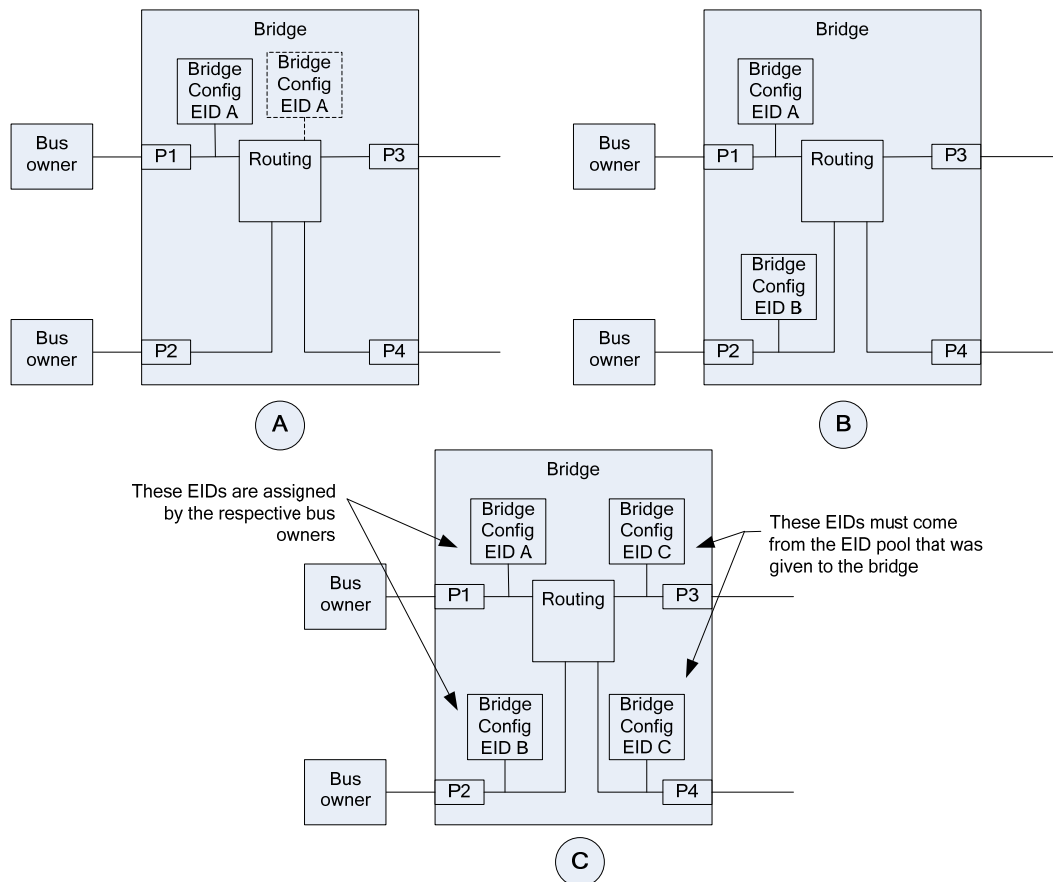 Bridge
Bridge
Config
EID A
Bridge
Config
EID A
Bus
owner
P1
Routing
P3
Bus
owner
P2
P4
A
Bridge
Bridge
Config
EID A
Bus
owner
P1
Routing
P3
Bridge
Config
EID B
Bus
owner
P2
P4
B
Bridge
These EIDs are assigned
by the respective bus
owners
Bridge
Config
EID A
Bridge
Config
EID C
These EIDs must come
from the EID pool that was
given to the bridge
Bus
owner
P1
Routing
P3
Bridge
Config
EID B
Bridge
Config
EID C
Bus
owner
P2
P4
C